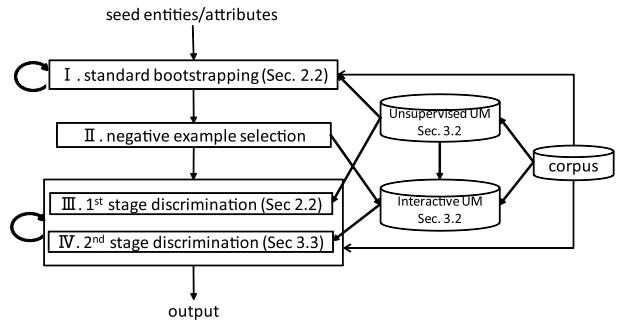 seed entities/attributes
Ⅰ. standard bootstrapping (Sec. 2.2)
Unsupervised UM
Sec. 3.2
Ⅱ. negative example selection
corpus
Ⅲ. 1st stage discrimination (Sec 2.2)
Interactive UM
Sec. 3.2
Ⅳ. 2nd stage discrimination (Sec 3.3)
output